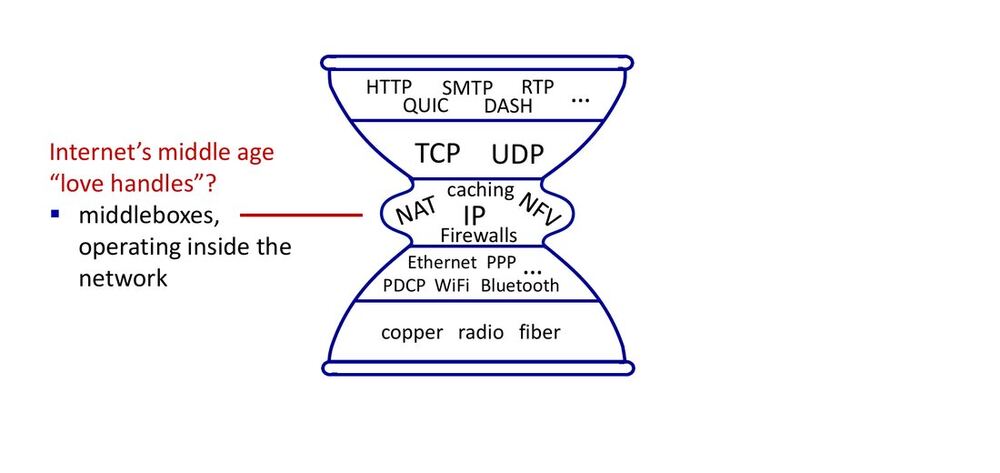 Internet’s middle age
“love handles”?
▪ middleboxes,
operating inside the
network
HTTP SMTP RTP
QUIC DASH ...
TCP UDP
caching
NAT IP NFV
Firewalls
Ethernet PPP ...
PDCP WiFi Bluetooth
copper radio fiber